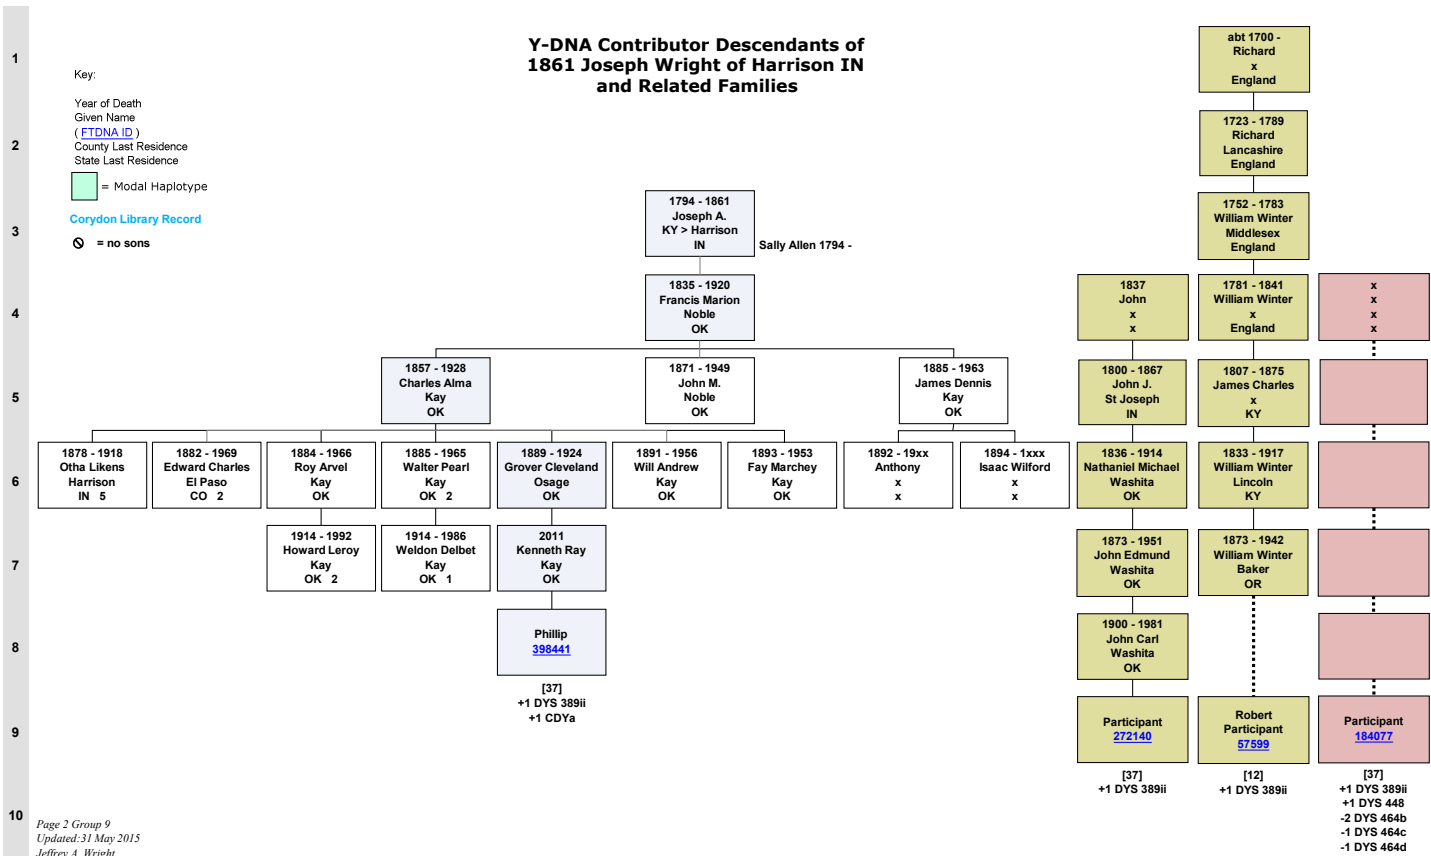 Y-DNA Contributor Descendants of
1861 Joseph Wright of Harrison IN
and Related Families
Key:
Year of Death
Given Name
( FTDNA ID )
County Last Residence
State Last Residence
= Modal Haplotype
Corydon Library Record
= no sons
1
2
3
4
5
6
7
8
9
10
1794 - 1861
Joseph A.
KY > Harrison
IN
Sally Allen 1794 -
1835 - 1920
Francis Marion
Noble
OK
1857 - 1928
Charles Alma
Kay
OK
1871 - 1949
John M.
Noble
OK
1885 - 1963
James Dennis
Kay
OK
1878 - 1918
Otha Likens
Harrison
IN 5
1882 - 1969
Edward Charles
El Paso
CO 2
1884 - 1966
Roy Arvel
Kay
OK
1885 - 1965
Walter Pearl
Kay
OK 2
1889 - 1924
Grover Cleveland
Osage
OK
1891 - 1956
Will Andrew
Kay
OK
1893 - 1953
Fay Marchey
Kay
OK
1892 - 19xx
Anthony
x
x
1894 - 1xxx
Isaac Wilford
x
x
1914 - 1992
Howard Leroy
Kay
OK 2
1914 - 1986
Weldon Delbet
Kay
OK 1
2011
Kenneth Ray
Kay
OK
Phillip
398441
[37]
+1 DYS 389ii
+1 CDYa
1837
John
x
x
1800 - 1867
John J.
St Joseph
IN
1836 - 1914
Nathaniel Michael
Washita
OK
1873 - 1951
John Edmund
Washita
OK
1900 - 1981
John Carl
Washita
OK
Participant
272140
[37]
+1 DYS 389ii
abt 1700 -
Richard
x
England
1723 - 1789
Richard
Lancashire
England
1752 - 1783
William Winter
Middlesex
England
1781 - 1841
William Winter
x
England
1807 - 1875
James Charles
x
KY
1833 - 1917
William Winter
Lincoln
KY
1873 - 1942
William Winter
Baker
OR
Robert
Participant
57599
[12]
+1 DYS 389ii
x
x
x
x
Participant
184077
[37]
+1 DYS 389ii
+1 DYS 448
-2 DYS 464b
-1 DYS 464c
-1 DYS 464d
Page 2 Group 9
Updated:31 May 2015
Jeffrey A. Wright